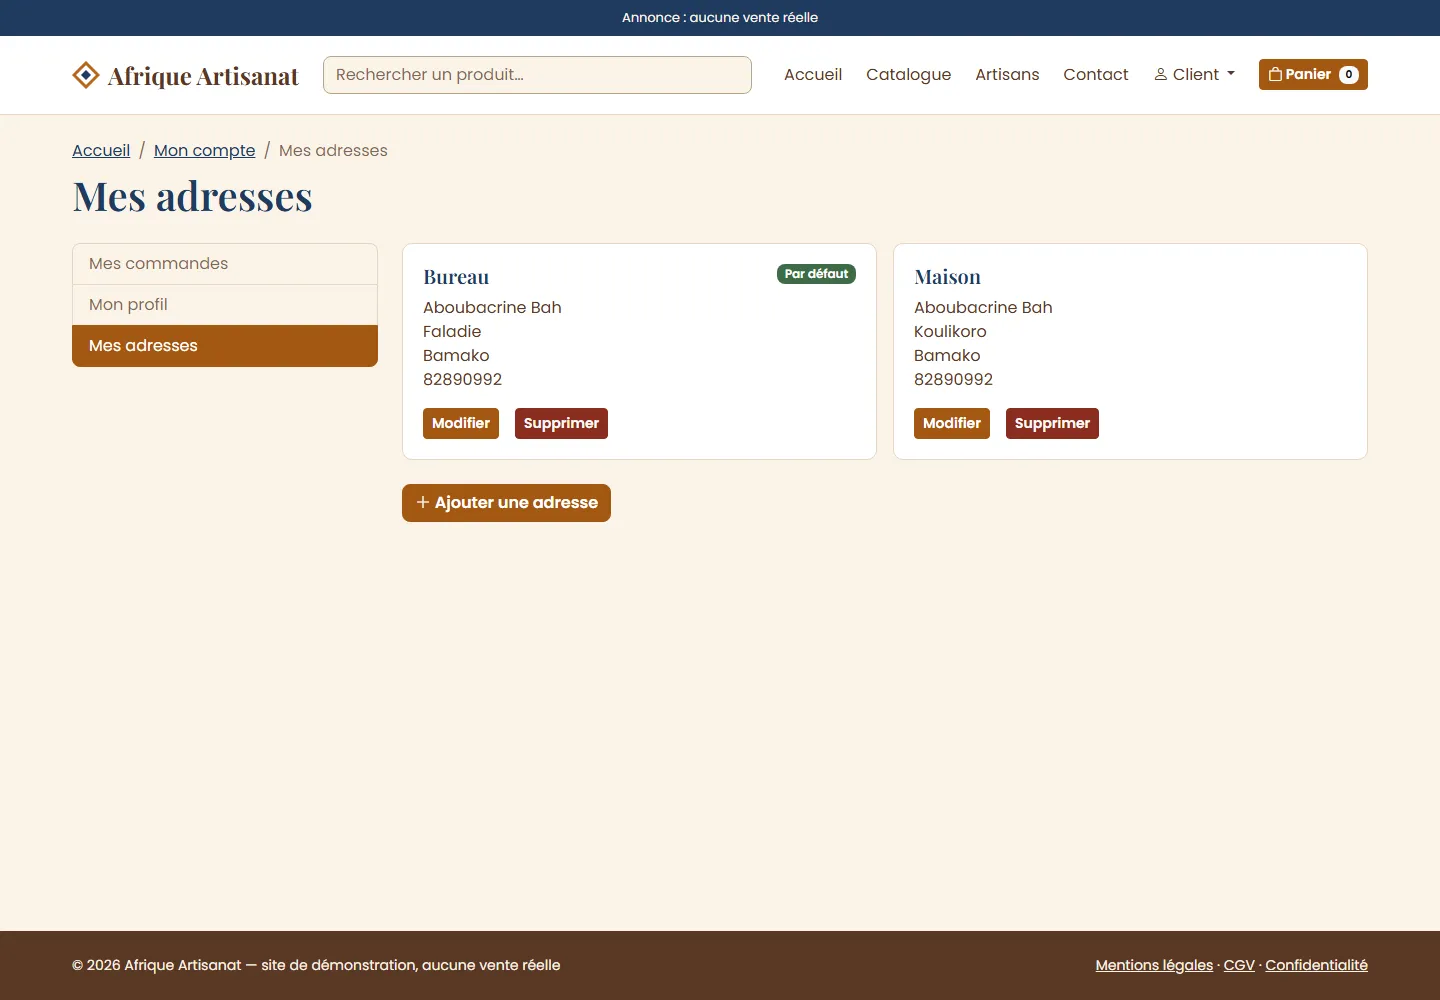 Annonce : aucune vente réelle
Afrique Artisanat
Rechercher un produit...
Accueil
Catalogue
Artisans
Contact
Client
Panier 0
Accueil / Mon compte / Mes adresses
Mes adresses
Mes commandes
Mon profil
Mes adresses
Bureau
Par défaut
Aboubacrine Bah
Faladie
Bamako
82890992
Modifier
Supprimer
Maison
Aboubacrine Bah
Koulikoro
Bamako
82890992
Modifier
Supprimer
+ Ajouter une adresse
© 2026 Afrique Artisanat — site de démonstration, aucune vente réelle
Mentions légales · CGV · Confidentialité